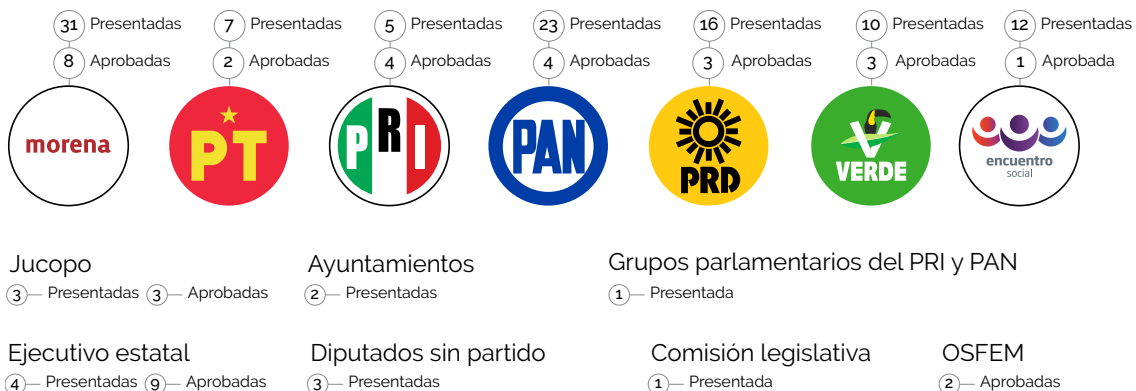 31 Presentadas 7 Presentadas 5 Presentadas 23 Presentadas 16 Presentadas 10 Presentadas 12 Presentadas
8 Aprobadas 2 Aprobadas 4 Aprobadas 4 Aprobadas 3 Aprobadas 3 Aprobadas 1 Aprobada
morena PT PRI PAN PRD VERDE encuentro social
Jucopo Ayuntamientos Grupos parlamentarios del PRI y PAN
3 Presentadas 3 Aprobadas 2 Presentadas 1 Presentada
Ejecutivo estatal Diputados sin partido Comisión legislativa OSFEM
4 Presentadas 9 Aprobadas 3 Presentadas 1 Presentada 2 Aprobadas